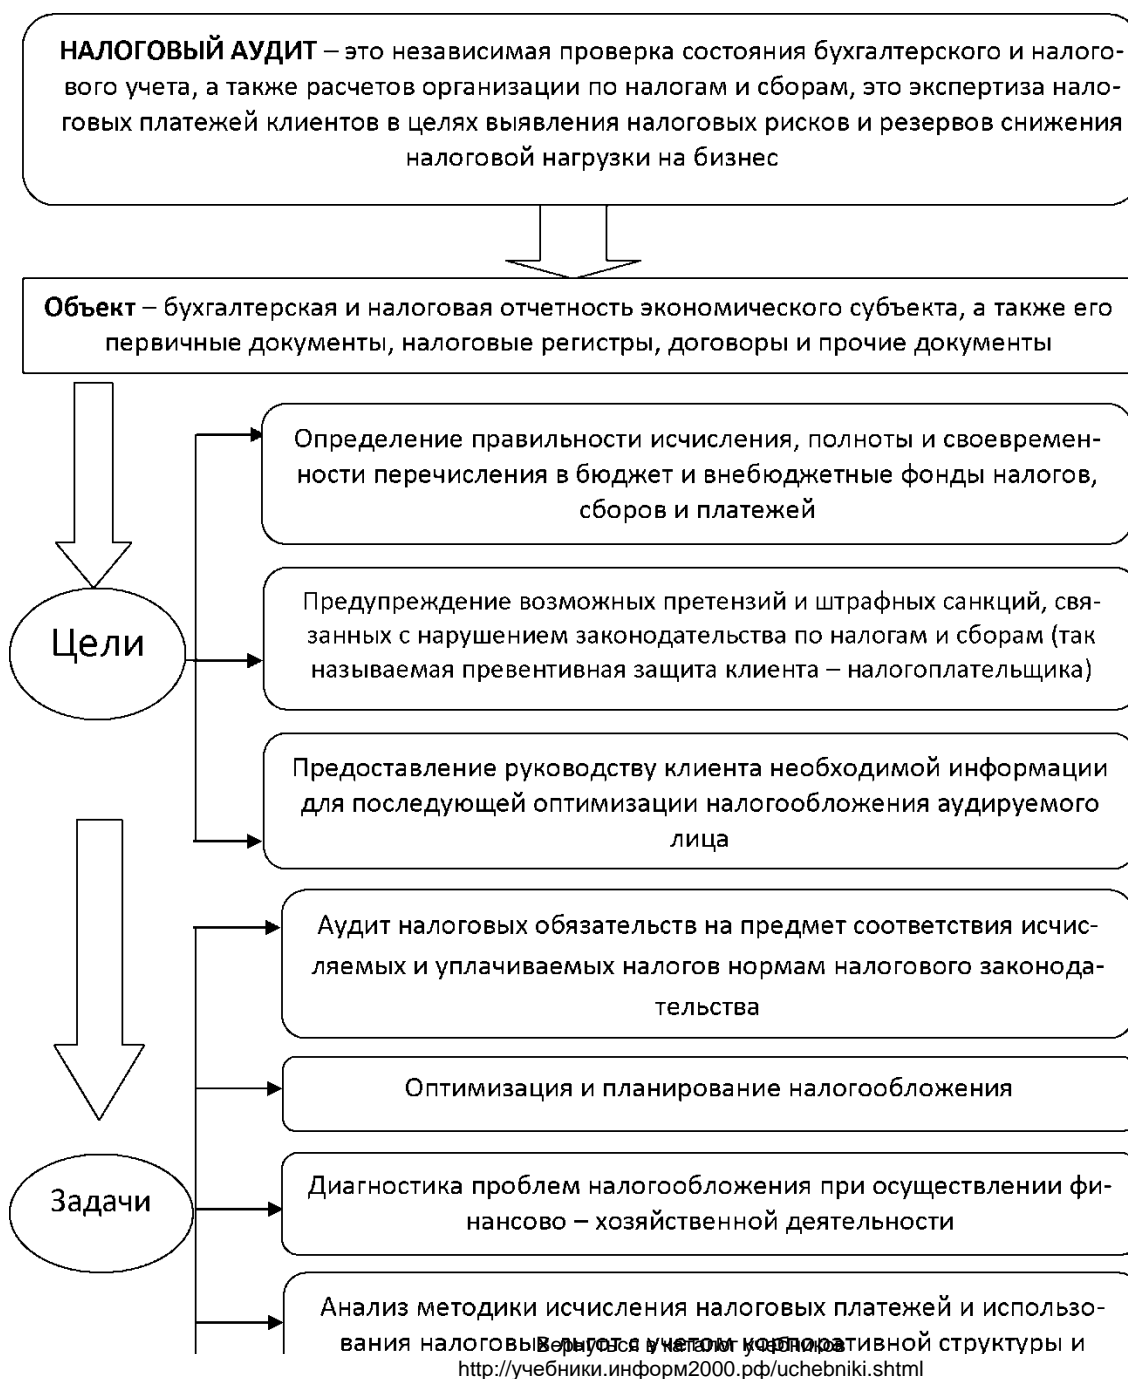 НАЛОГОВЫЙ АУДИТ – это независимая проверка состояния бухгалтерского и нало-
вого учета, а также расчетов организации по налогам и сборам, это экспертиза нало-
говых платежей клиентов в целях выявления налоговых рисков и резервов снижения
налоговой нагрузки на бизнес
Объект – бухгалтерская и налоговая отчетность экономического субъекта, а также его
первичные документы, налоговые регистры, договоры и прочие документы
Цели
Определение правильности исчисления, полноты и своевремен-
ности перечисления в бюджет и внебюджетные фонды налогов,
сборов и платежей
Предупреждение возможных претензий и штрафных санкций, свя-
занных с нарушением законодательства по налогам и сборам (так
называемая превентивная защита клиента – налогоплательщика)
Предоставление руководству клиента необходимой информации
для последующей оптимизации налогообложения аудируемого
лица
Задачи
Аудит налоговых обязательств на предмет соответствия исчис-
ляемых и уплачиваемых налогов нормам налогового законода-
тельства
Оптимизация и планирование налогообложения
Диагностика проблем налогообложения при осуществлении фи-
нансово – хозяйственной деятельности
Анализ методики исчисления налоговых платежей и использо-
вания налоговых льгот с учетом корпоративной структуры и
Вернуться в каталог учебников
http://учебники.информ2000.рф/uchebniki.shtml